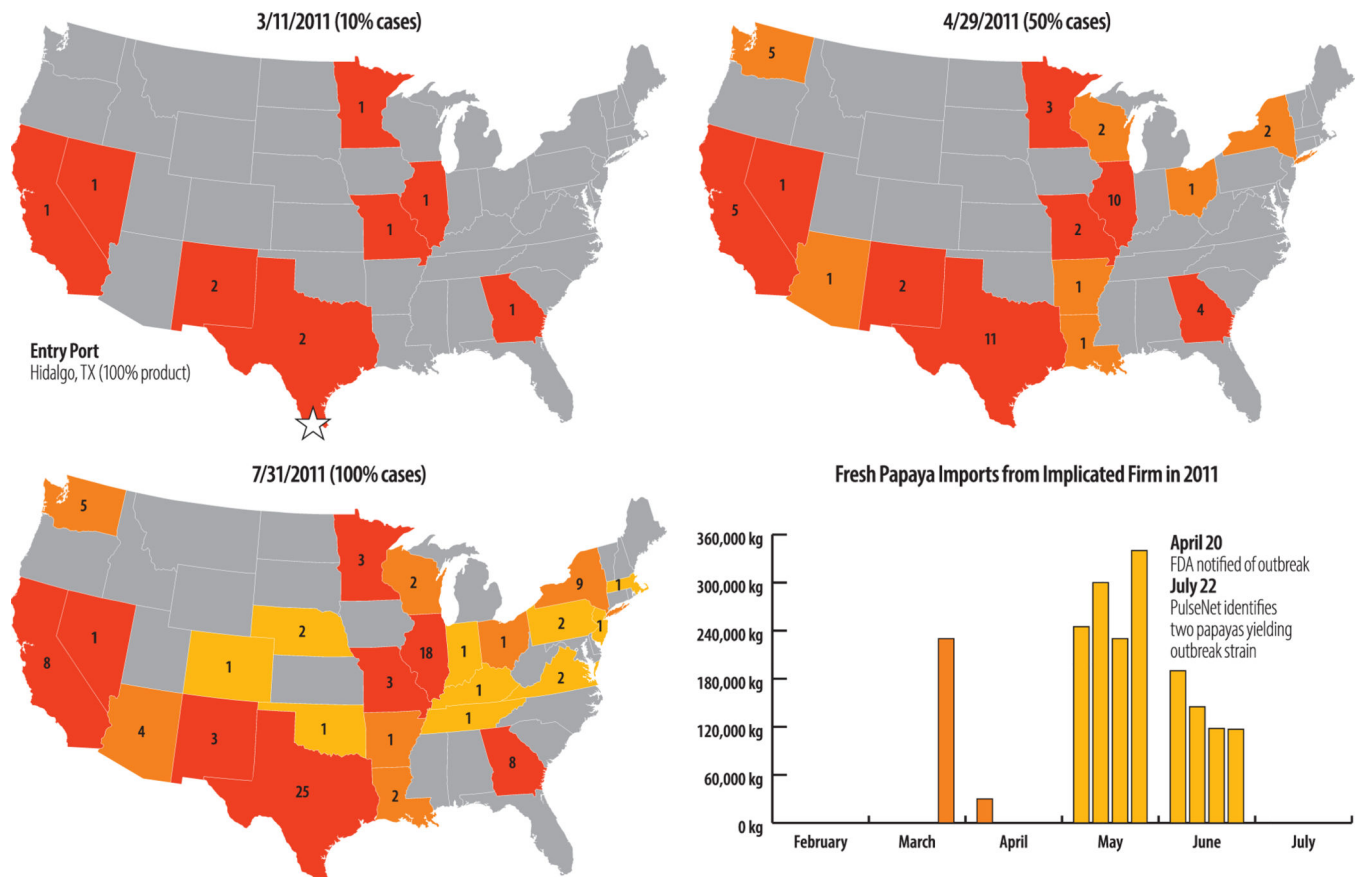 3/11/2011 (10% cases)
1
1
1
1
1
2
2
1
Entry Port
Hidalgo, TX (100% product)
4/29/2011 (50% cases)
5
3
2
2
1
5
1
10
2
1
2
1
4
11
1
7/31/2011 (100% cases)
5
3
2
9
1
2
1
2
1
1
18
8
1
1
3
1
2
4
3
1
1
1
8
25
2
Fresh Papaya Imports from Implicated Firm in 2011
360,000 kg
300,000 kg
240,000 kg
180,000 kg
120,000 kg
60,000 kg
0 kg
April 20
FDA notified of outbreak
July 22
PulseNet identifies
two papayas yielding
outbreak strain
February
March
April
May
June
July